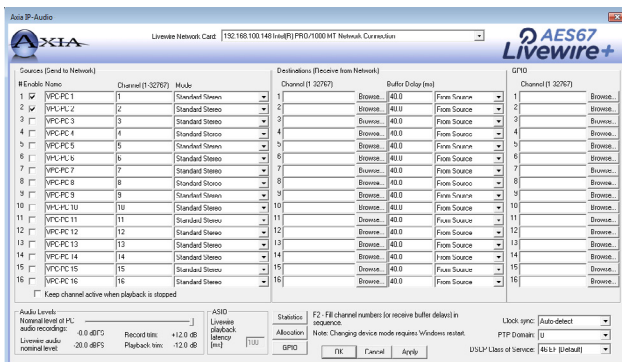 Axia IP-Audio
AXIA
Livewire Network Card: 192.168.100.148 Intel(R) PRO/1000 MT Network Connection
AES67
Livewire+
Sources (Send to Network)
Destinations (Receive from Network)
GPIO
# Enable Name Channel (1-32767) Mode
Channel (1-32767) Buffer Delay (ms)
Channel (1-32767)
1 VPC-PC 1 1 Standard Stereo 1 Browse... 40.0 From Source 1 Browse...
2 VPC-PC 2 2 Standard Stereo 2 Browse... 40.0 From Source 2 Browse...
3 VPC-PC 3 3 Standard Stereo 3 Browse... 40.0 From Source 3 Browse...
4 VPC-PC 4 4 Standard Stereo 4 Browse... 40.0 From Source 4 Browse...
5 VPC-PC 5 5 Standard Stereo 5 Browse... 40.0 From Source 5 Browse...
6 VPC-PC 6 6 Standard Stereo 6 Browse... 40.0 From Source 6 Browse...
7 VPC-PC 7 7 Standard Stereo 7 Browse... 40.0 From Source 7 Browse...
8 VPC-PC 8 8 Standard Stereo 8 Browse... 40.0 From Source 8 Browse...
9 VPC-PC 9 9 Standard Stereo 9 Browse... 40.0 From Source 9 Browse...
10 VPC-PC 10 10 Standard Stereo 10 Browse... 40.0 From Source 10 Browse...
11 VPC-PC 11 11 Standard Stereo 11 Browse... 40.0 From Source 11 Browse...
12 VPC-PC 12 12 Standard Stereo 12 Browse... 40.0 From Source 12 Browse...
13 VPC-PC 13 13 Standard Stereo 13 Browse... 40.0 From Source 13 Browse...
14 VPC-PC 14 14 Standard Stereo 14 Browse... 40.0 From Source 14 Browse...
15 VPC-PC 15 15 Standard Stereo 15 Browse... 40.0 From Source 15 Browse...
16 VPC-PC 16 16 Standard Stereo 16 Browse... 40.0 From Source 16 Browse...
Keep channel active when playback is stopped
Audio Levels
Nominal level of PC audio recordings: -0.0 dBFS
Record trim: +12.0 dB
Livewire audio nominal level: -20.0 dBFS
Playback trim: -12.0 dB
ASIO
Livewire playback latency [ms] 100
Statistics
Allocation
GPIO
F2 - Fill channel numbers (or receive buffer delays) in sequence.
Note: Changing device mode requires Windows restart.
OK Cancel Apply
Clock sync: Auto-detect
PTP Domain: 0
DSCP Class of Service: 46 EF (Default)